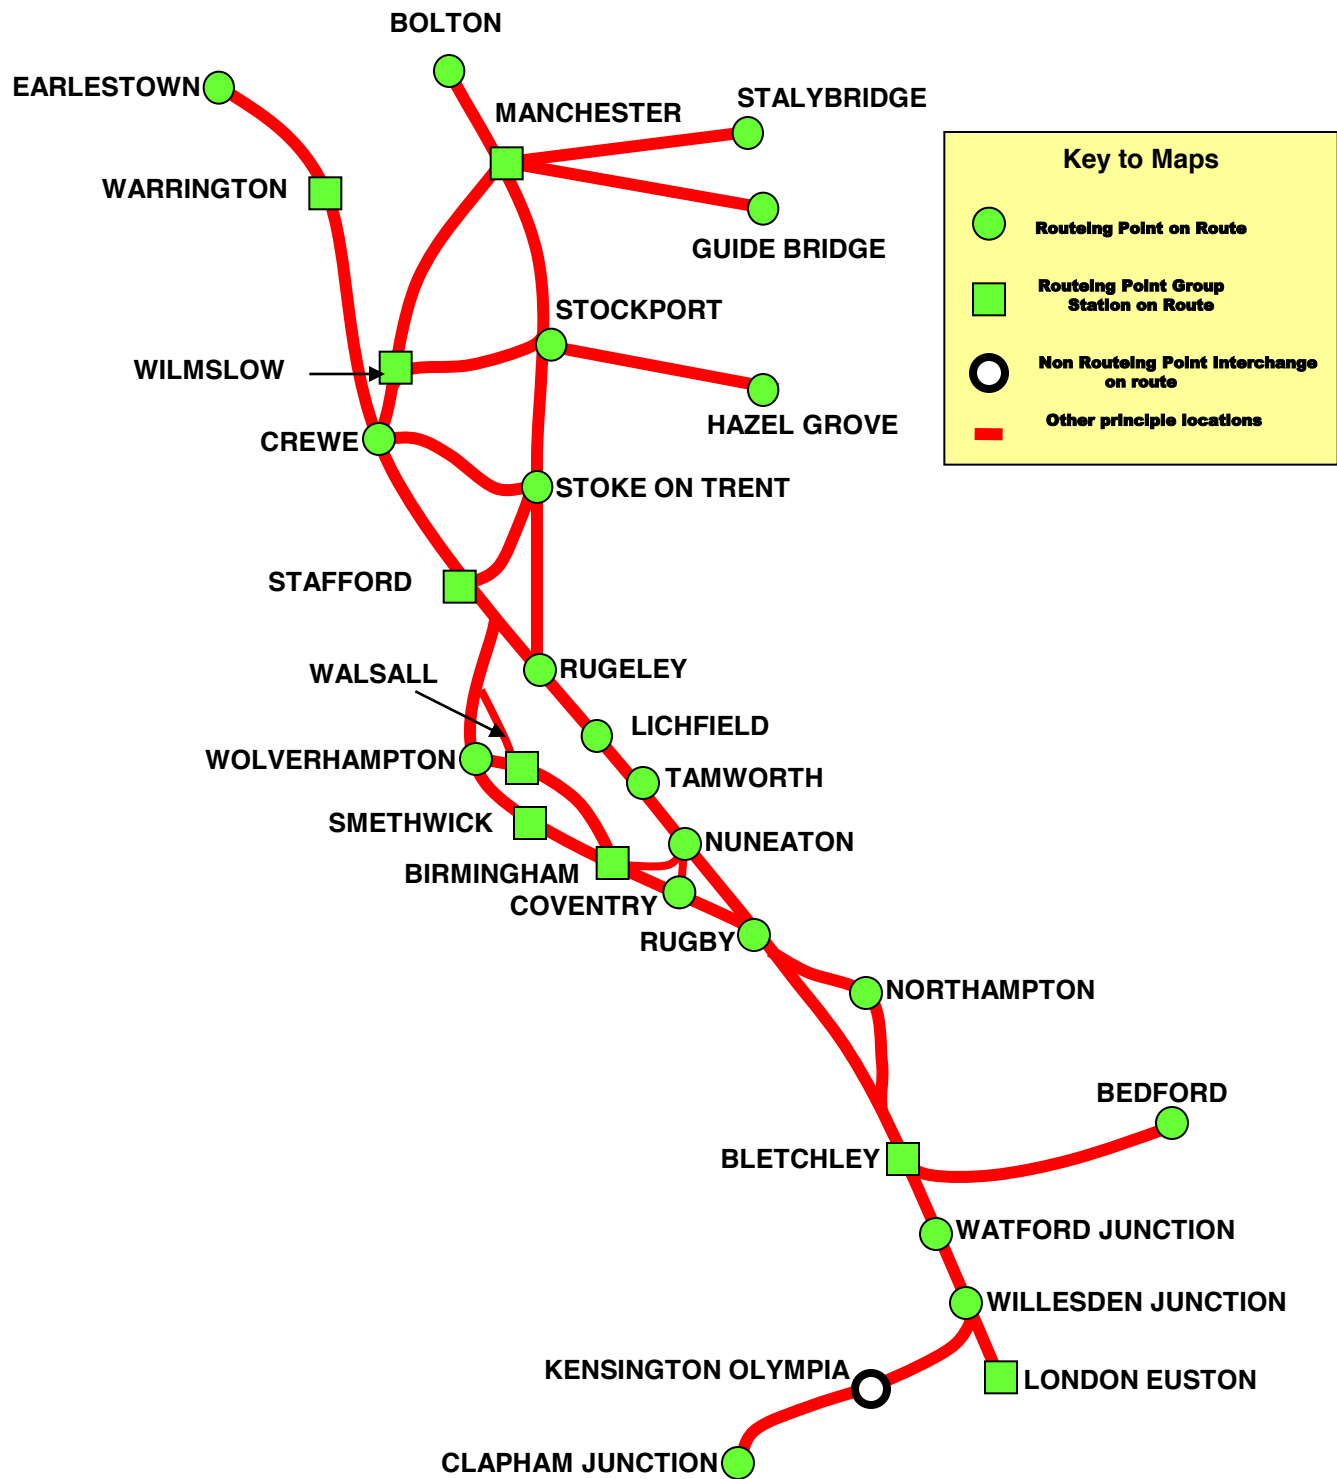 BOLTON
EARLESTOWN
STALYBRIDGE
MANCHESTER
WARRINGTON
GUIDE BRIDGE
STOCKPORT
WILMSLOW
HAZEL GROVE
CREWE
STOKE ON TRENT
STAFFORD
RUGELEY
WALSALL
LICHFIELD
WOLVERHAMPTON
TAMWORTH
SMETHWICK
NUNEATON
BIRMINGHAM
COVENTRY
RUGBY
NORTHAMPTON
BEDFORD
BLETCHLEY
WATFORD JUNCTION
WILLESDEN JUNCTION
KENSINGTON OLYMPIA
LONDON EUSTON
CLAPHAM JUNCTION
Key to Maps
Routeing Point on Route
Routeing Point Group
Station on Route
Non Routeing Point Interchange
on route
Other principle locations